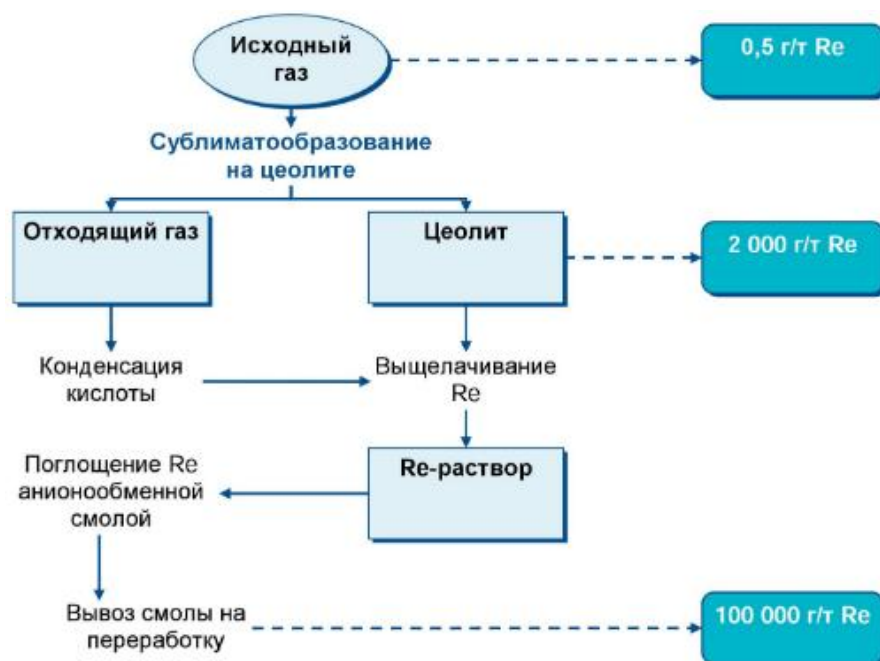 Исходный
газ
0,5 г/т Re
Сублиматообразование
на цеолите
Отходящий газ
Цеолит
2 000 г/т Re
Конденсация
кислоты
Выщелачивание
Re
Поглощение Re
анионообменной
смолой
Re-раствор
Вывоз смолы на
переработку
100 000 г/т Re